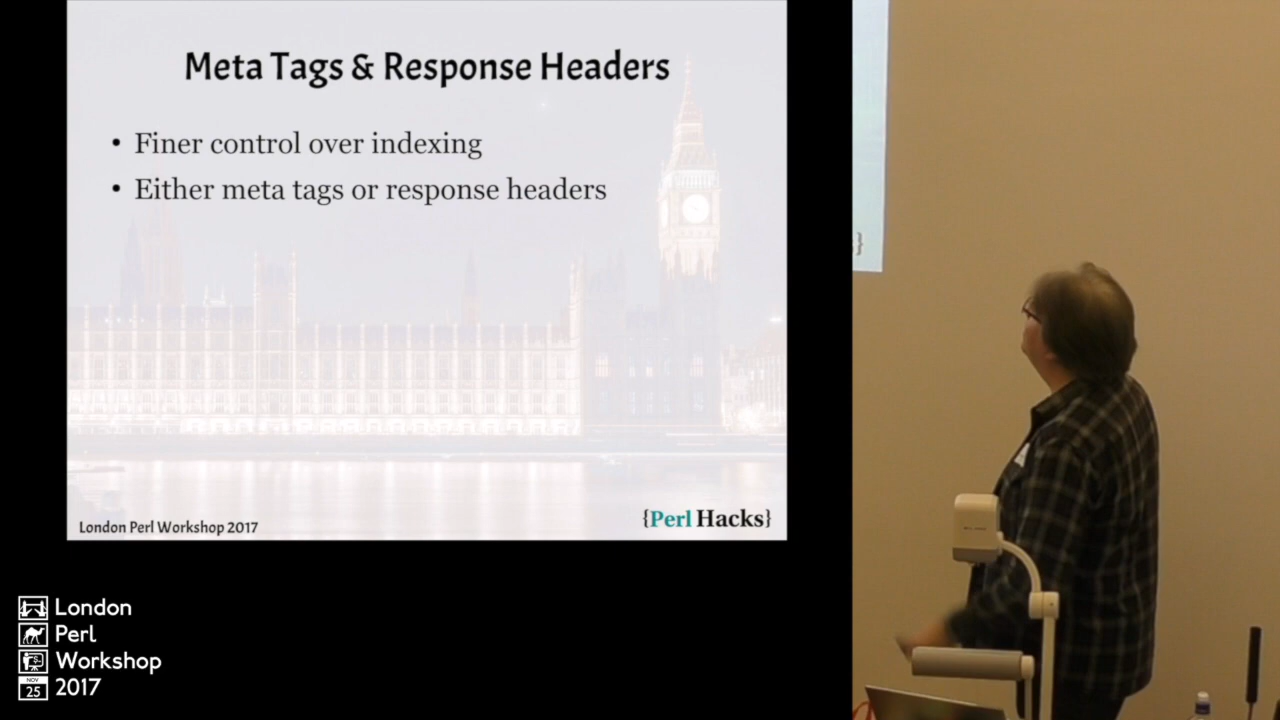 Meta Tags & Response Headers
• Finer control over indexing
• Either meta tags or response headers
London Perl Workshop 2017
{Perl Hacks}
London
Perl
Workshop
NOV
25
2017
}